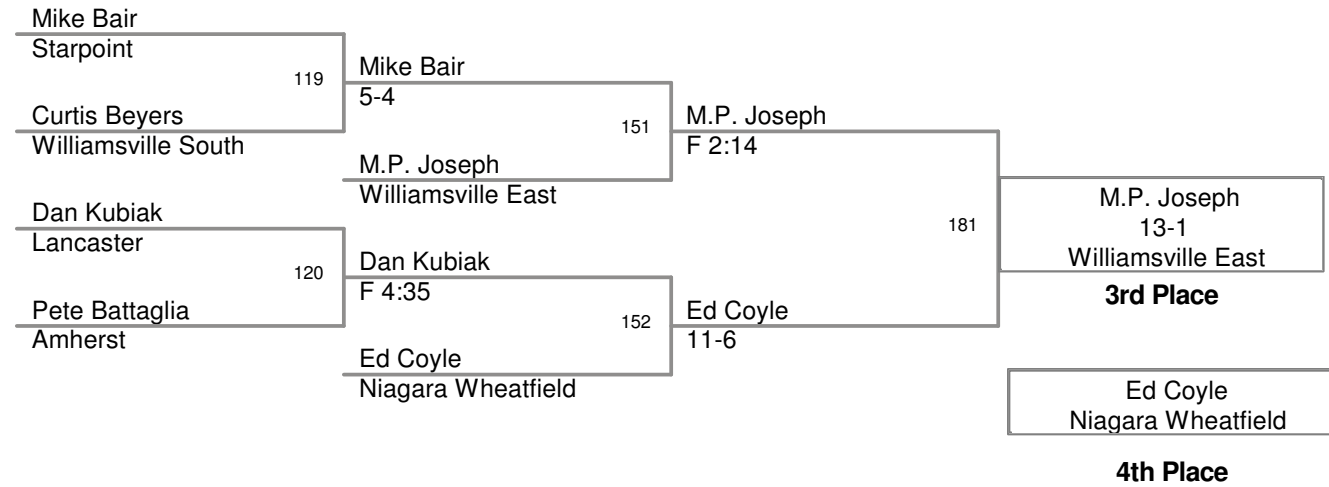 Mike Bair
Starpoint
119
Mike Bair
5-4
Curtis Beyers
Williamsville South
151
M.P. Joseph
F 2:14
M.P. Joseph
Williamsville East
Dan Kubiak
Lancaster
181
M.P. Joseph
13-1
Williamsville East
3rd Place
120
Dan Kubiak
F 4:35
Pete Battaglia
Amherst
152
Ed Coyle
11-6
Ed Coyle
Niagara Wheatfield
Ed Coyle
Niagara Wheatfield
4th Place